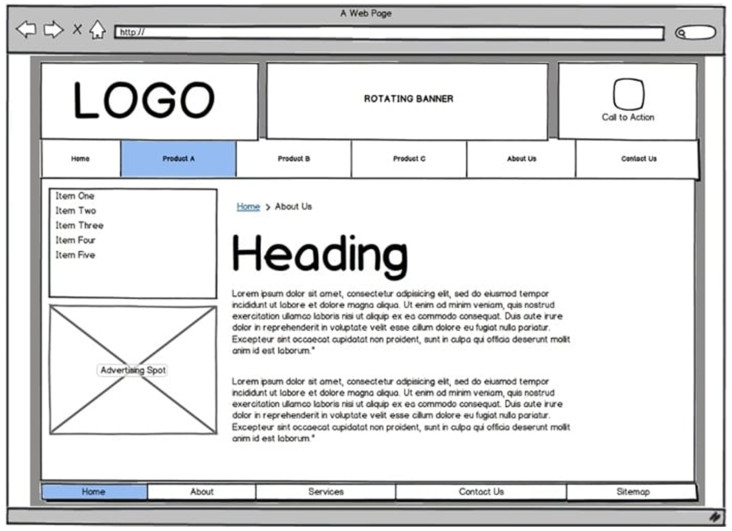 A Web Page
http://
LOGO
ROTATING BANNER
Call to Action
Home
Product A
Product B
Product C
About Us
Contact Us
Item One
Item Two
Item Three
Item Four
Item Five
Advertising Spot
Home > About Us
Heading
Lorem ipsum dolor sit amet, consectetur adipisicing elit, sed do eiusmod tempor
incididunt ut labore et dolore magna aliqua. Ut enim ad minim veniam, quis nostrud
exercitation ullamco laboris nisi ut aliquip ex ea commodo consequat. Duis aute irure
dolor in reprehenderit in voluptate velit esse cillum dolore eu fugiat nulla pariatur.
Excepteur sint occaecat cupidatat non proident, sunt in culpa qui officia deserunt mollit
anim id est laborum."
Lorem ipsum dolor sit amet, consectetur adipisicing elit, sed do eiusmod tempor
incididunt ut labore et dolore magna aliqua. Ut enim ad minim veniam, quis nostrud
exercitation ullamco laboris nisi ut aliquip ex ea commodo consequat. Duis aute irure
dolor in reprehenderit in voluptate velit esse cillum dolore eu fugiat nulla pariatur.
Excepteur sint occaecat cupidatat non proident, sunt in culpa qui officia deserunt mollit
anim id est laborum."
Home
About
Services
Contact Us
Sitemap